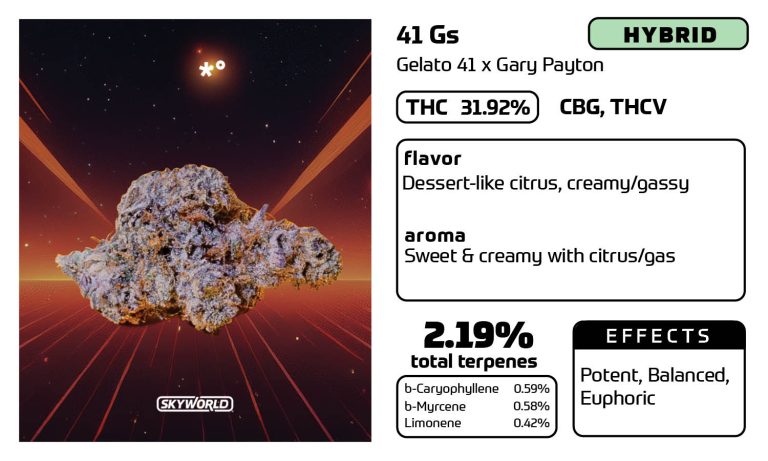 *°
SKYWORLD
41 Gs
HYBRID
Gelato 41 x Gary Payton
THC 31.92%
CBG, THCV
flavor
Dessert-like citrus, creamy/gassy
aroma
Sweet & creamy with citrus/gas
2.19%
total terpenes
b-Caryophyllene 0.59%
b-Myrcene 0.58%
Limonene 0.42%
EFFECTS
Potent, Balanced,
Euphoric